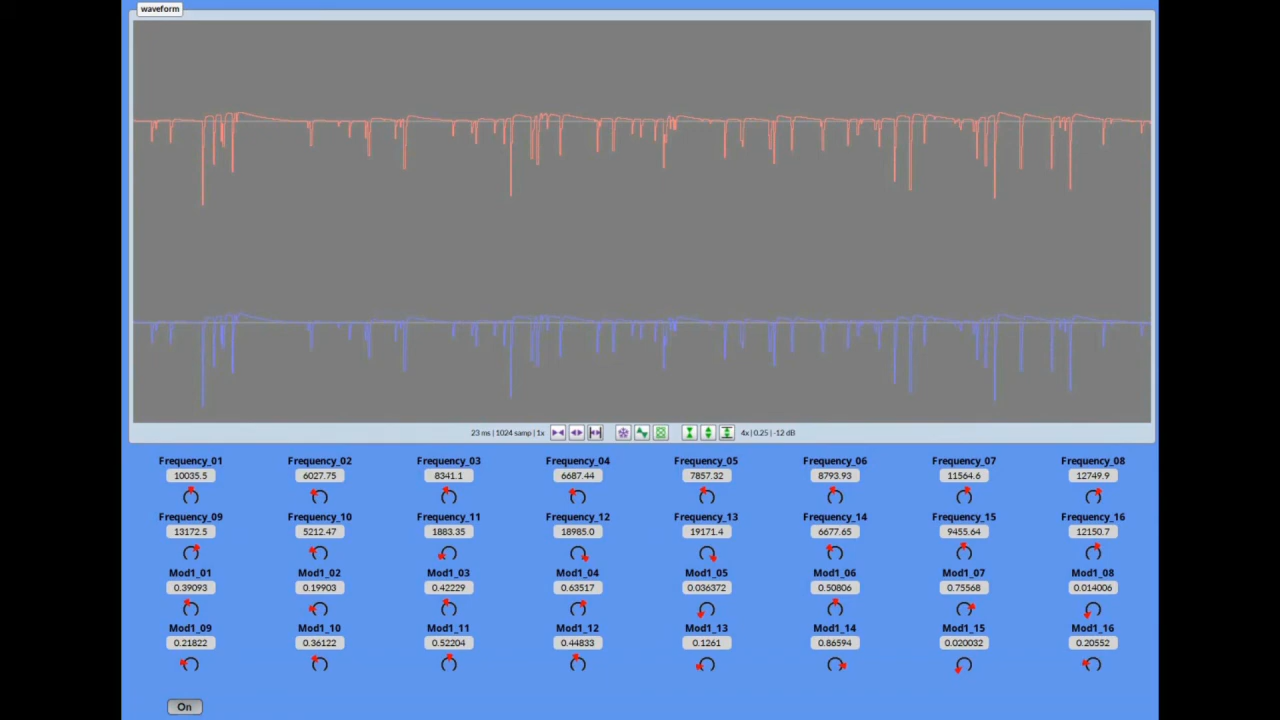 waveform
23 ms | 1024 samp | 1x 4x | 0.25 | -12 dB
Frequency_01 Frequency_02 Frequency_03 Frequency_04 Frequency_05 Frequency_06 Frequency_07 Frequency_08
10035.5 6027.75 8341.1 6687.44 7857.32 8793.93 11564.6 12749.9
Frequency_09 Frequency_10 Frequency_11 Frequency_12 Frequency_13 Frequency_14 Frequency_15 Frequency_16
13172.5 5212.47 1883.35 18985.0 19171.4 6677.65 9455.64 12150.7
Mod1_01 Mod1_02 Mod1_03 Mod1_04 Mod1_05 Mod1_06 Mod1_07 Mod1_08
0.39093 0.19903 0.42229 0.63517 0.036372 0.50806 0.75568 0.014006
Mod1_09 Mod1_10 Mod1_11 Mod1_12 Mod1_13 Mod1_14 Mod1_15 Mod1_16
0.21822 0.36122 0.52204 0.44833 0.1261 0.86594 0.020032 0.20552
On